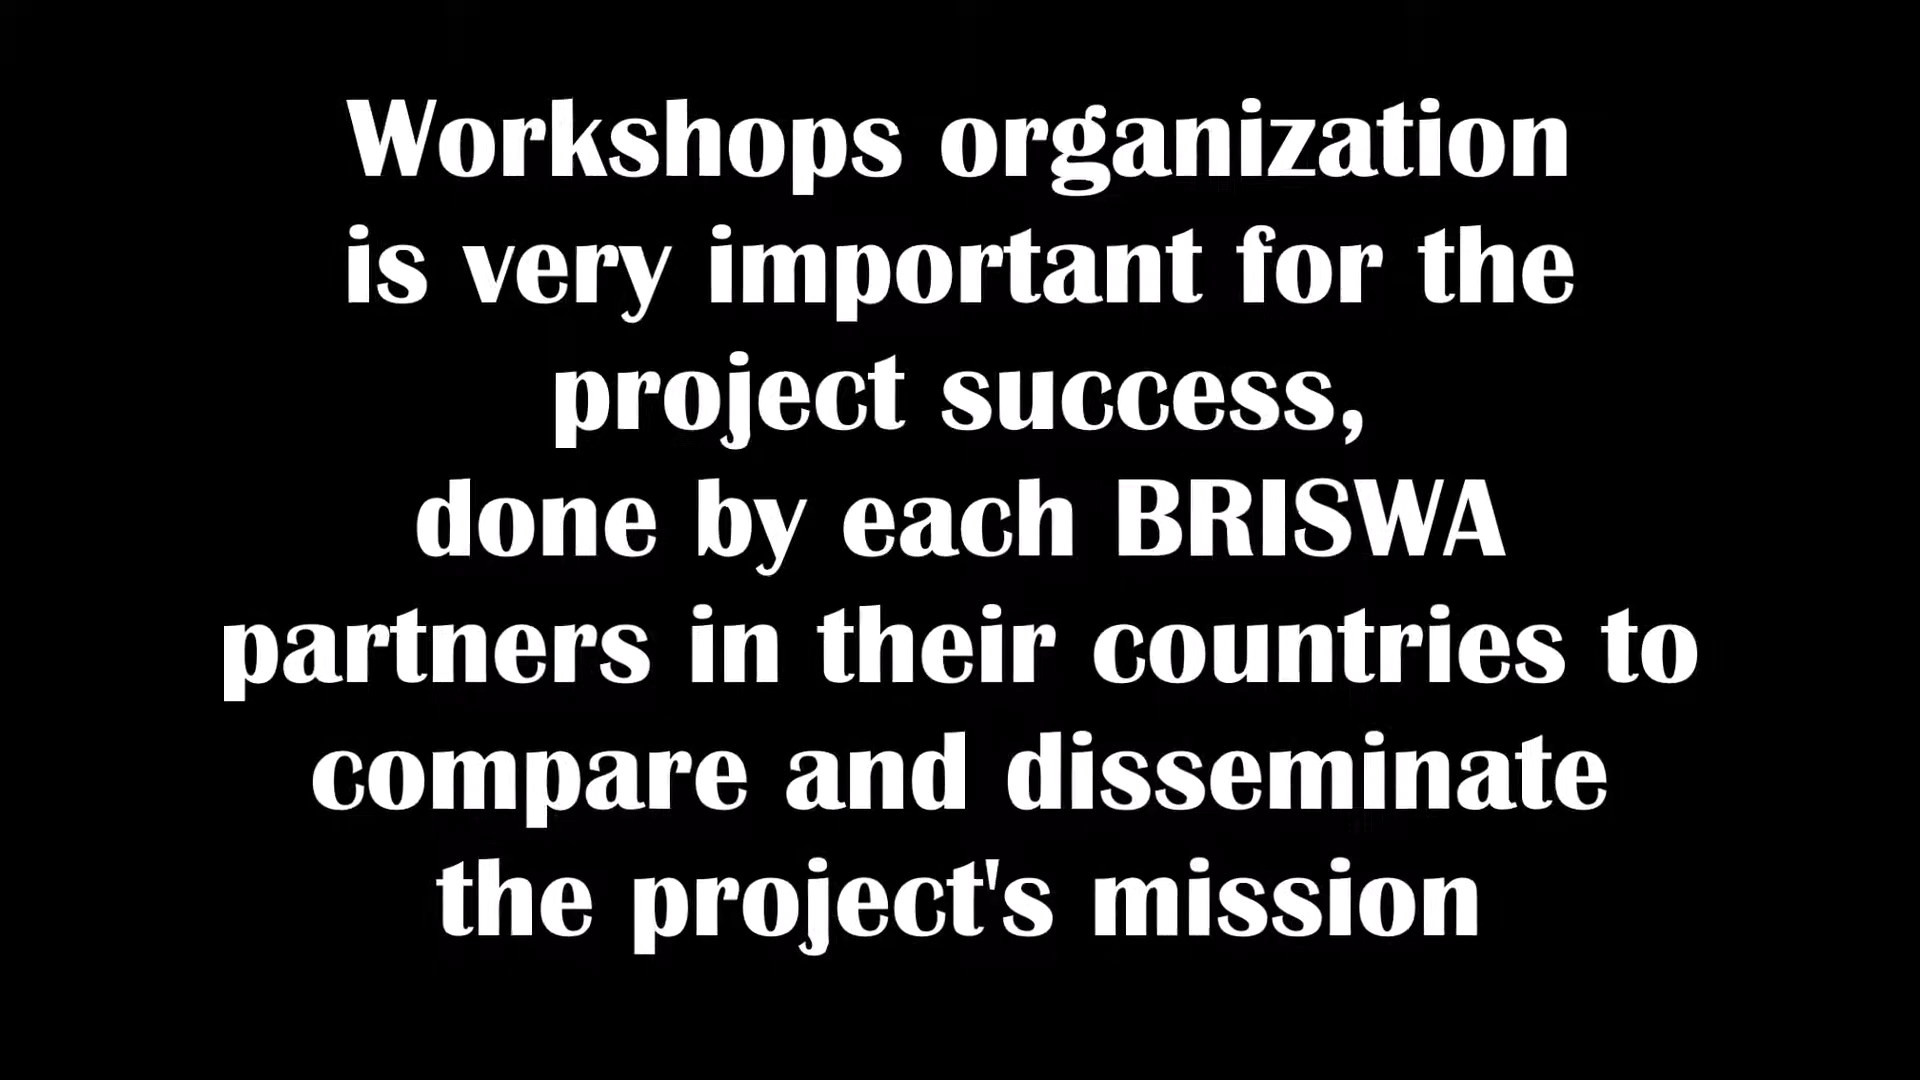 Workshops organization
is very important for the
project success,
done by each BRISWA
partners in their countries to
compare and disseminate
the project's mission